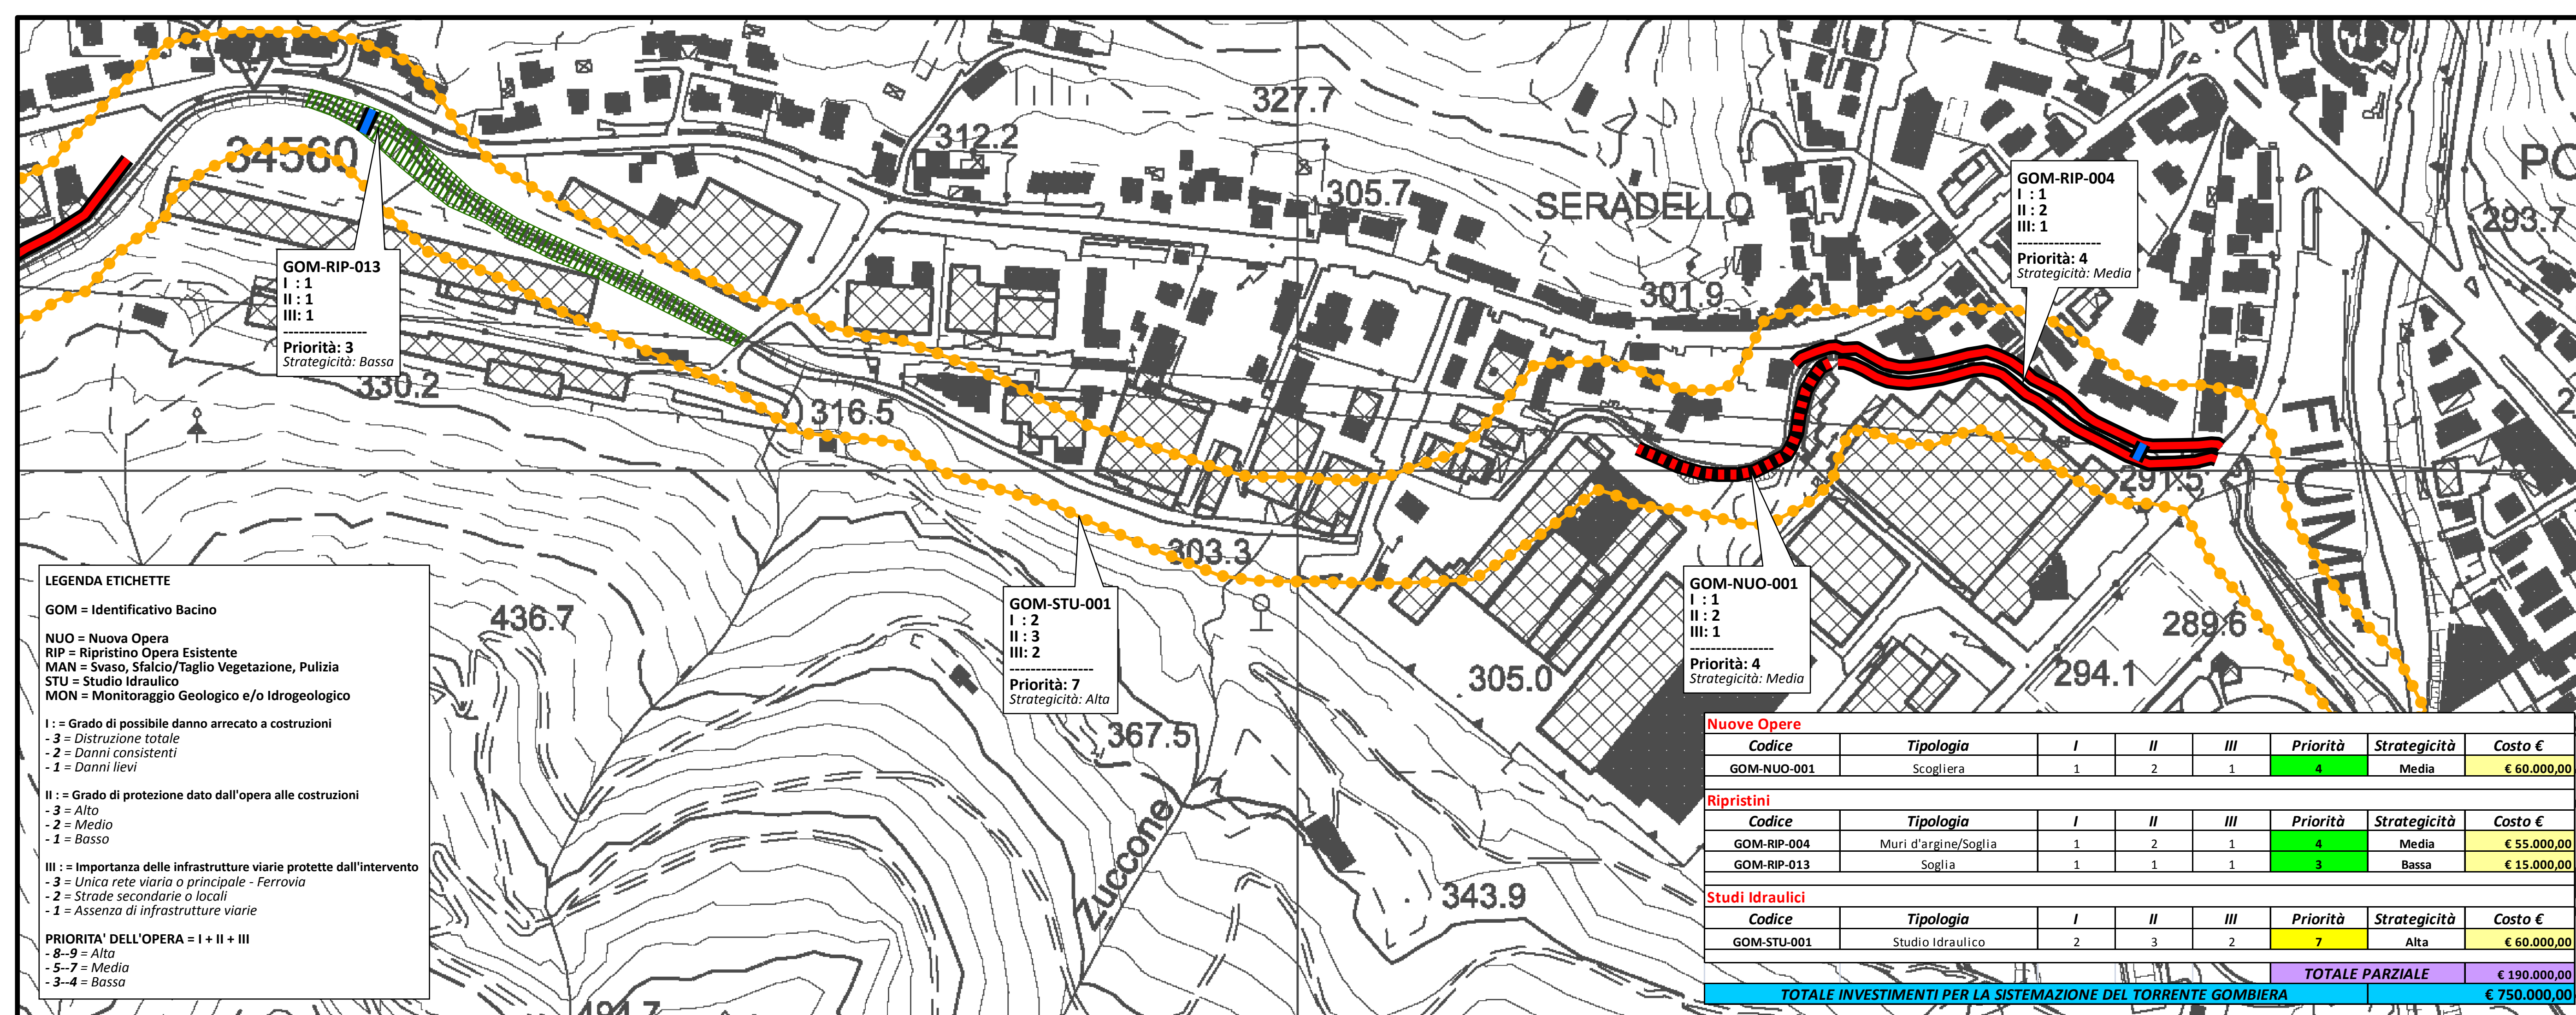 327.7
312.2
34560
305.7
SERADELLO
293.7
301.9
330.2
316.5
303.3
291.5
FIUME
436.7
289.6
305.0
294.1
367.5
Zuccone
343.9
GOM-RIP-013
I : 1
II : 1
III: 1
-----------------
Priorità: 3
Strategicità: Bassa
GOM-RIP-004
I : 1
II : 2
III: 1
-----------------
Priorità: 4
Strategicità: Media
GOM-STU-001
I : 2
II : 3
III: 2
-----------------
Priorità: 7
Strategicità: Alta
GOM-NUO-001
I : 1
II : 2
III: 1
-----------------
Priorità: 4
Strategicità: Media
LEGENDA ETICHETTE
GOM = Identificativo Bacino
NUO = Nuova Opera
RIP = Ripristino Opera Esistente
MAN = Svaso, Sfalcio/Taglio Vegetazione, Pulizia
STU = Studio Idraulico
MON = Monitoraggio Geologico e/o Idrogeologico
I : = Grado di possibile danno arrecato a costruzioni
- 3 = Distruzione totale
- 2 = Danni consistenti
- 1 = Danni lievi
II : = Grado di protezione dato dall'opera alle costruzioni
- 3 = Alto
- 2 = Medio
- 1 = Basso
III : = Importanza delle infrastrutture viarie protette dall'intervento
- 3 = Unica rete viaria o principale - Ferrovia
- 2 = Strade secondarie o locali
- 1 = Assenza di infrastrutture viarie
PRIORITA' DELL'OPERA = I + II + III
- 8--9 = Alta
- 5--7 = Media
- 3--4 = Bassa
Nuove Opere
Codice Tipologia I II III Priorità Strategicità Costo €
GOM-NUO-001 Scogliera 1 2 1 4 Media € 60.000,00
Ripristini
Codice Tipologia I II III Priorità Strategicità Costo €
GOM-RIP-004 Muri d'argine/Soglia 1 2 1 4 Media € 55.000,00
GOM-RIP-013 Soglia 1 1 1 3 Bassa € 15.000,00
Studi Idraulici
Codice Tipologia I II III Priorità Strategicità Costo €
GOM-STU-001 Studio Idraulico 2 3 2 7 Alta € 60.000,00
TOTALE PARZIALE € 190.000,00
TOTALE INVESTIMENTI PER LA SISTEMAZIONE DEL TORRENTE GOMBIERA € 750.000,00